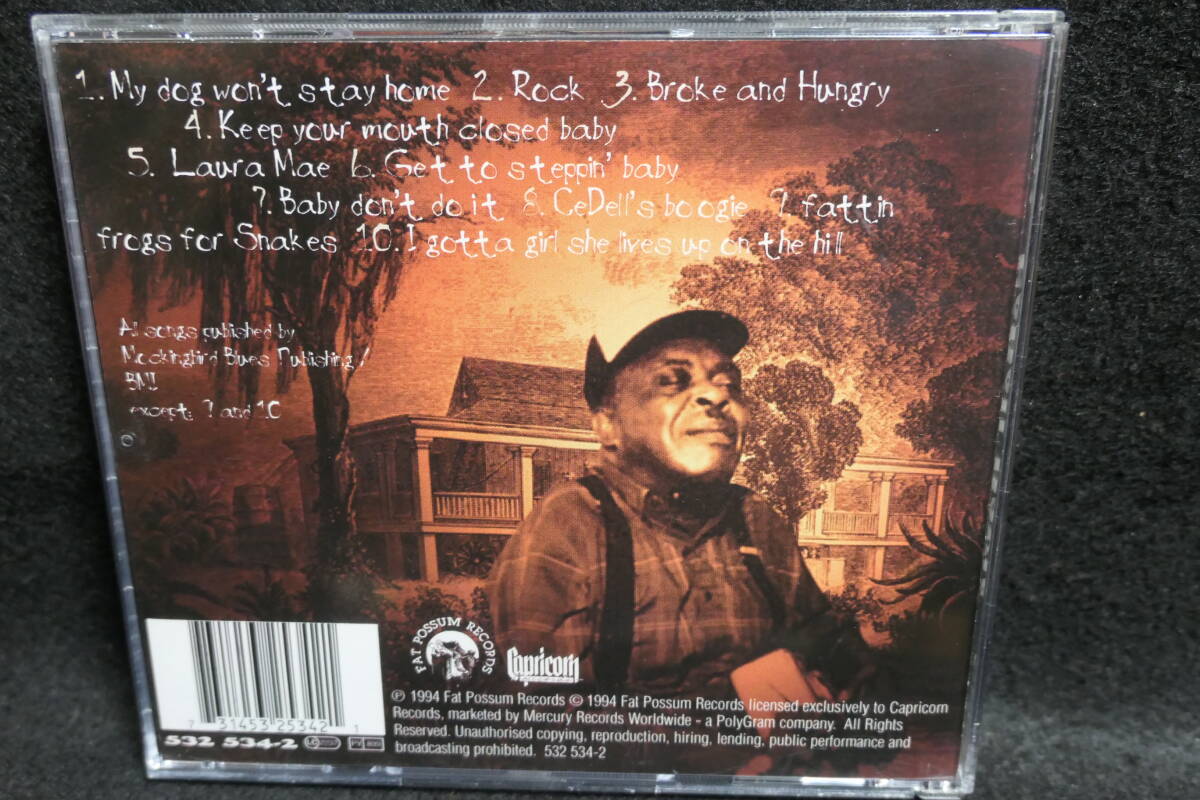 1. My dog won't stay home 2. Rock 3. Broke and Hungry
4. Keep your mouth closed baby
5. Laura Mae 6. Get to steppin' baby
7. Baby don't do it 8. CeDell's boogie 9. fattin
frogs for Snakes 10. I gotta girl she lives up on the hill
All songs published by
Mockingbird Blues Publishing /
BMI
except: 9 and 10
FAT POSSUM RECORDS
Capricorn
℗ 1994 Fat Possum Records © 1994 Fat Possum Records licensed exclusively to Capricorn
Records, marketed by Mercury Records Worldwide - a PolyGram company. All Rights
Reserved. Unauthorised copying, reproduction, hiring, lending, public performance and
broadcasting prohibited. 532 534-2
7 31453 25342 1
532 534-2